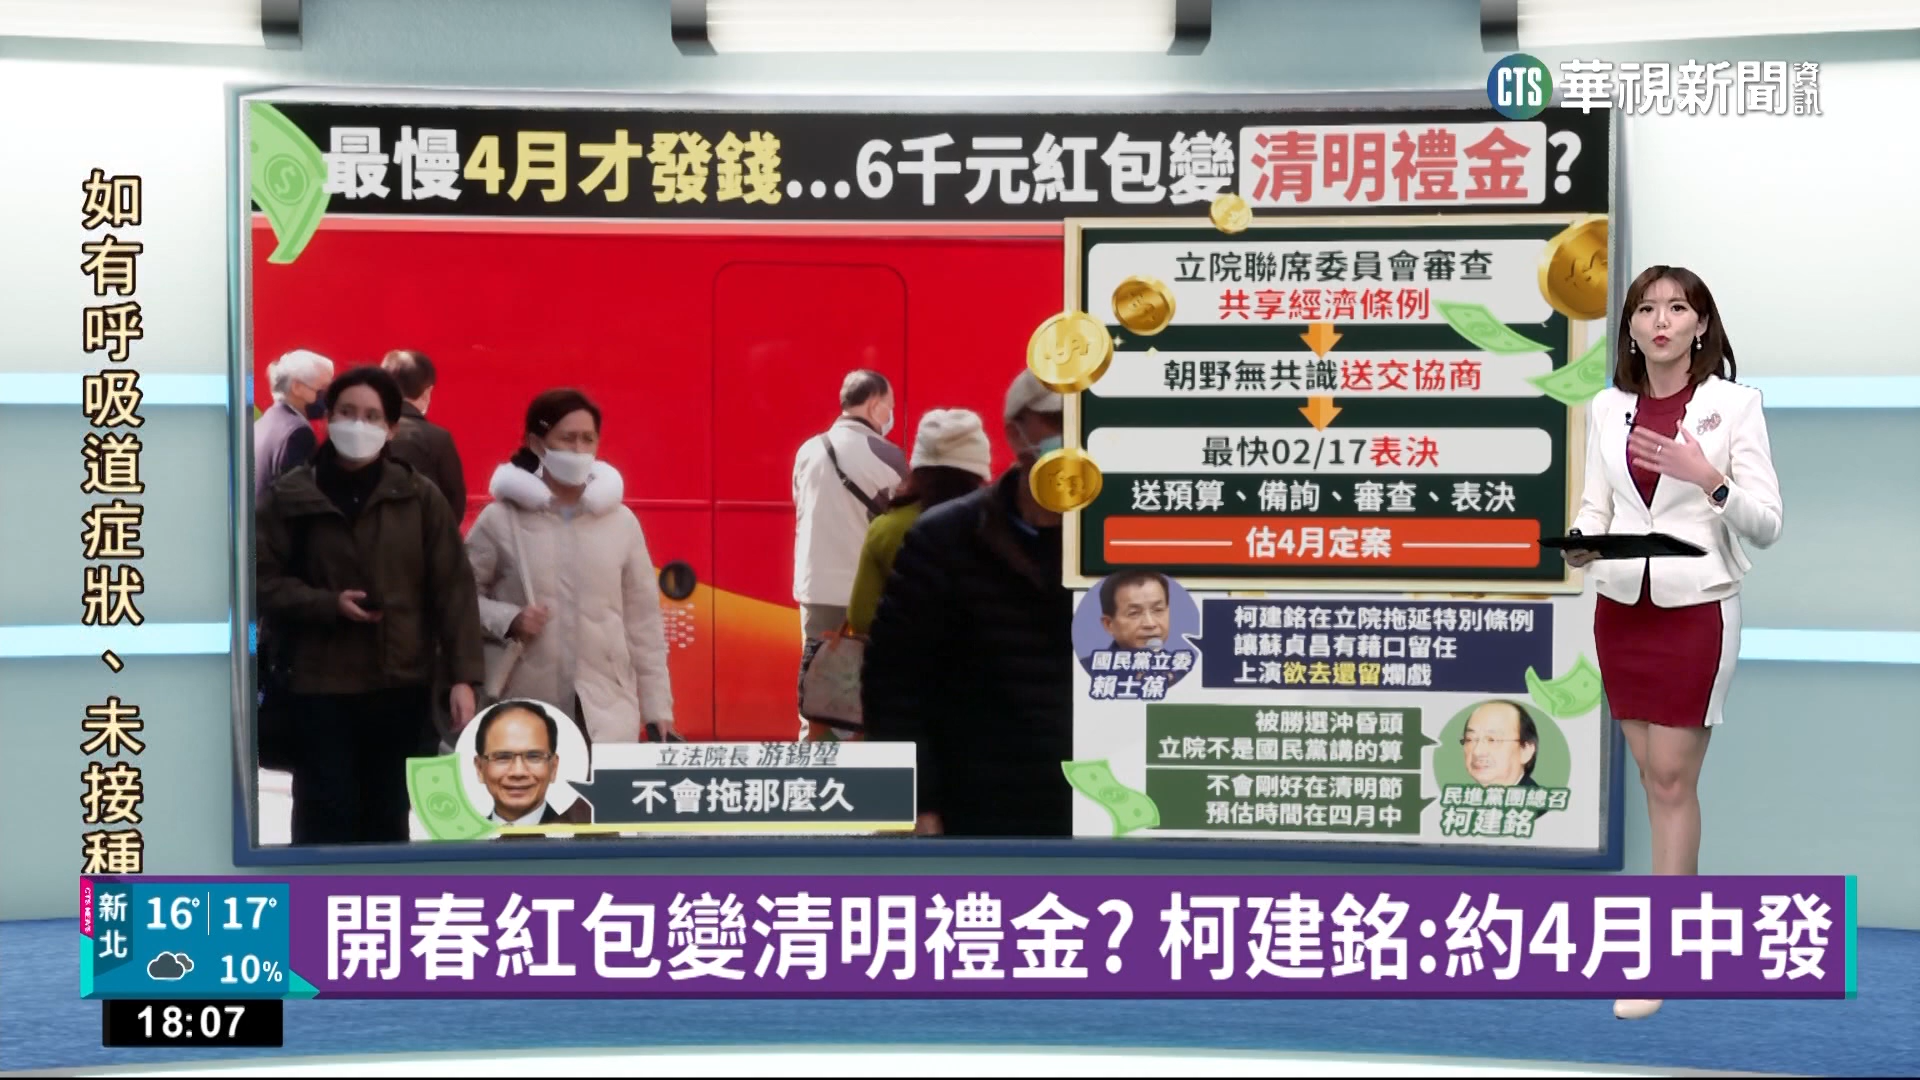 CTS 華視新聞資訊
最慢4月才發錢...6千元紅包變清明禮金?
立院聯席委員會審查
共享經濟條例
朝野無共識送交協商
最快02/17表決
送預算、備詢、審查、表決
估4月定案
柯建銘在立院拖延特別條例
讓蘇貞昌有藉口留任
上演欲去還留爛戲
國民黨立委
賴士葆
被勝選沖昏頭
立院不是國民黨講的算
不會剛好在清明節
預估時間在四月中
民進黨團總召
柯建銘
立法院長 游錫堃
不會拖那麼久
如有呼吸道症狀、未接種
開春紅包變清明禮金? 柯建銘:約4月中發
CTS NEWS
新北
16° 17°
10%
18:07